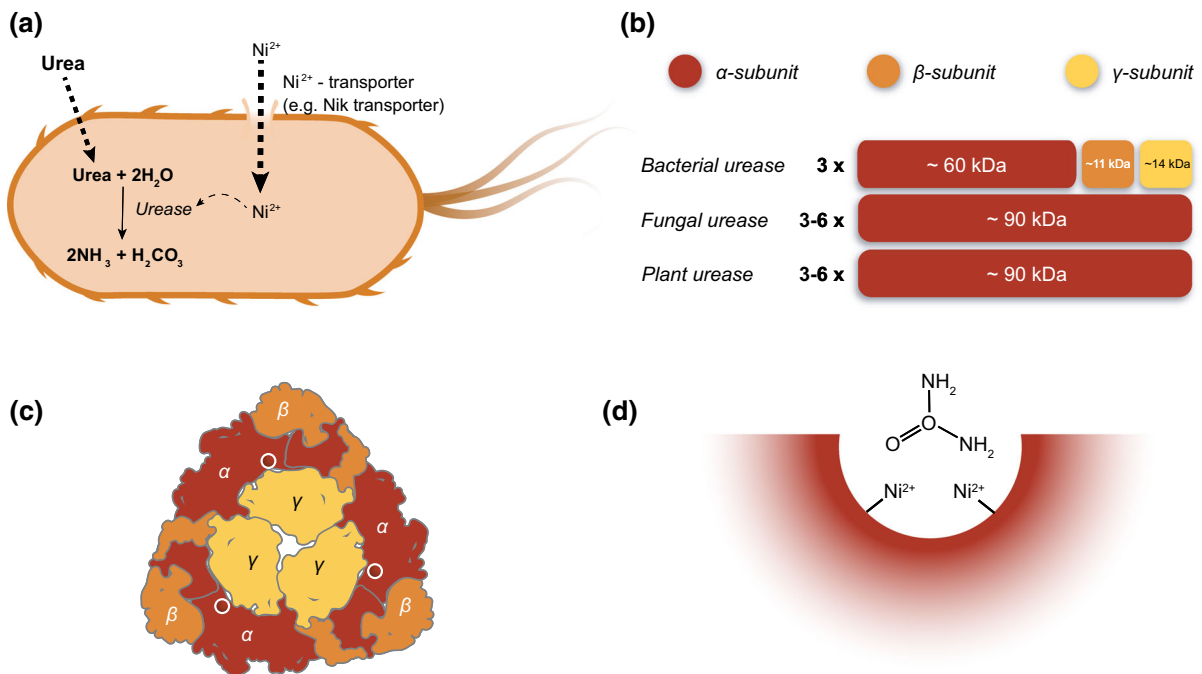 (a)
Urea
Ni²⁺
Ni²⁺ - transporter
(e.g. Nik transporter)
Urea + 2H₂O
Urease
Ni²⁺
2NH₃ + H₂CO₃
(b)
α-subunit
β-subunit
γ-subunit
Bacterial urease 3 x ~ 60 kDa ~11 kDa ~14 kDa
Fungal urease 3-6 x ~ 90 kDa
Plant urease 3-6 x ~ 90 kDa
(c)
β
α
γ
α
γ
γ
β
β
α
(d)
NH₂
O
O
NH₂
Ni²⁺ Ni²⁺